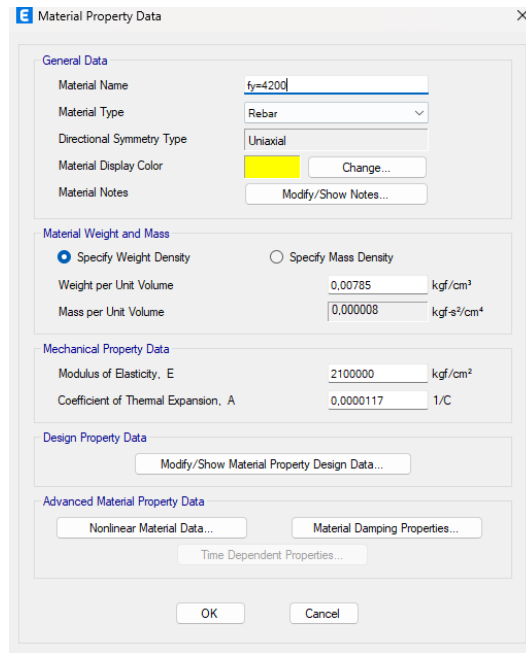 E Material Property Data
General Data
Material Name fy=4200
Material Type Rebar
Directional Symmetry Type Uniaxial
Material Display Color Change...
Material Notes Modify/Show Notes...
Material Weight and Mass
Specify Weight Density Specify Mass Density
Weight per Unit Volume 0,00785 kgf/cm³
Mass per Unit Volume 0,000008 kgf-s²/cm⁴
Mechanical Property Data
Modulus of Elasticity, E 2100000 kgf/cm²
Coefficient of Thermal Expansion, A 0,0000117 1/C
Design Property Data
Modify/Show Material Property Design Data...
Advanced Material Property Data
Nonlinear Material Data... Material Damping Properties...
Time Dependent Properties...
OK Cancel